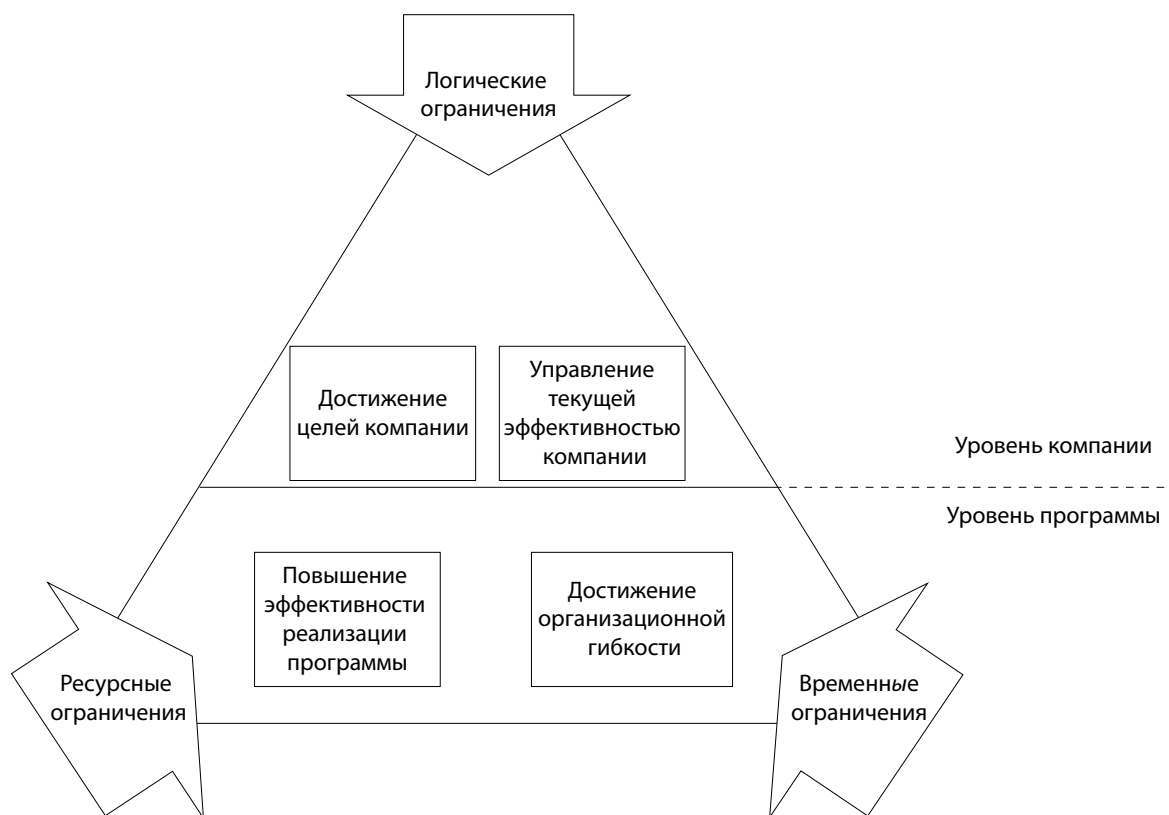 Логические
ограничения
Достижение
целей компании
Управление
текущей
эффективностью
компании
Уровень компании
Уровень программы
Повышение
эффективности
реализации
программы
Достижение
организационной
гибкости
Ресурсные
ограничения
Временные
ограничения